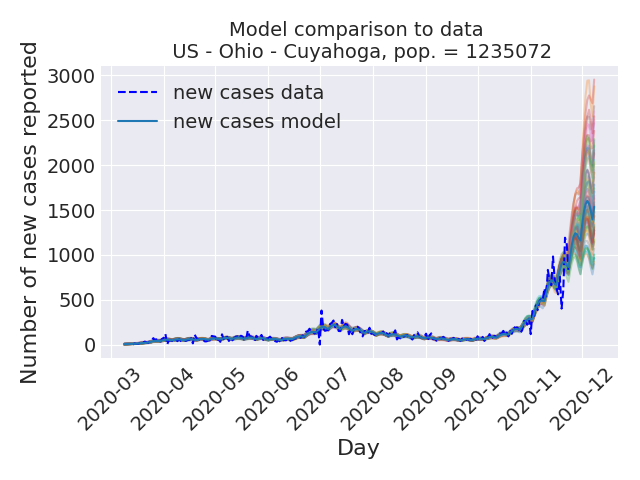 Model comparison to data
US - Ohio - Cuyahoga, pop. = 1235072
Number of new cases reported
3000
2500
2000
1500
1000
500
0
new cases data
new cases model
2020-03
2020-04
2020-05
2020-06
2020-07
2020-08
2020-09
2020-10
2020-11
2020-12
Day